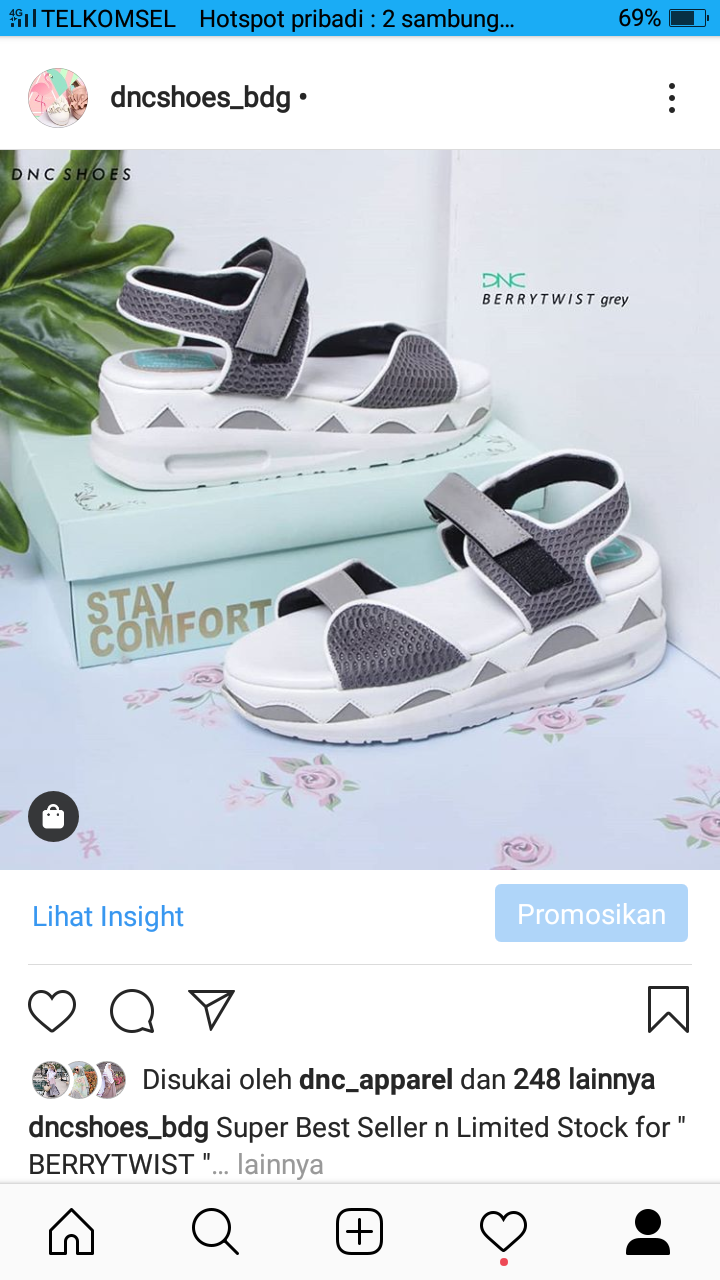 4G TELKOMSEL Hotspot pribadi : 2 sambung... 69%
dncshoes_bdg •
DNC SHOES
DNC
BERRYTWIST grey
STAY
COMFORT
Lihat Insight
Promosikan
Disukai oleh dnc_apparel dan 248 lainnya
dncshoes_bdg Super Best Seller n Limited Stock for "
BERRYTWIST "... lainnya